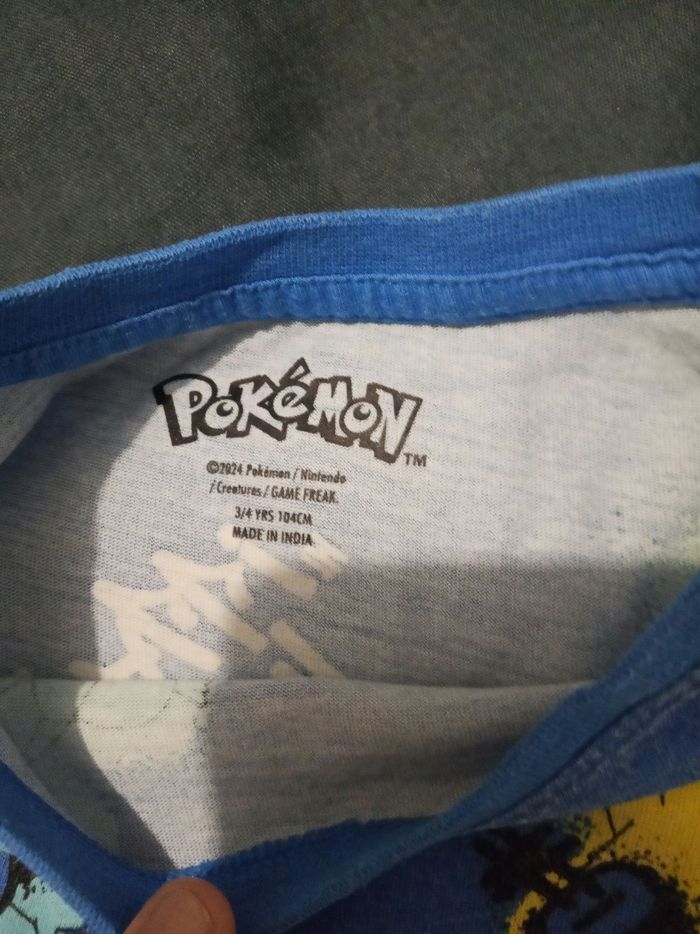 POKéMON
TM
©2024 Pokémon / Nintendo
/ Creatures / GAME FREAK.
3/4 YRS 104CM
MADE IN INDIA